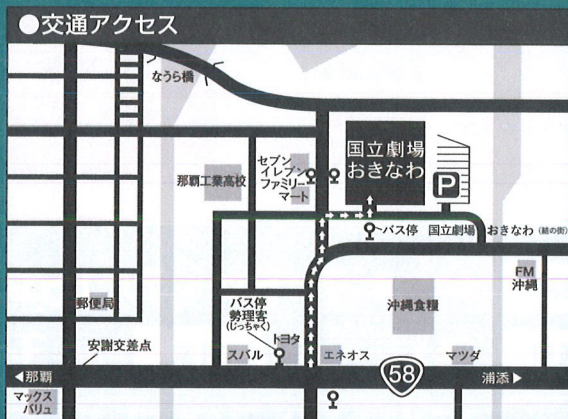 ●交通アクセス
なうら橋
国立劇場
おきなわ
セブン
イレブン
ファミリー
マート
那覇工業高校
P
バス停 国立劇場 おきなわ(結の街)
FM
沖縄
郵便局
バス停
勢理客
(じっちゃく)
沖縄食糧
トヨタ
安謝交差点
スバル
エネオス
マツダ
◀那覇
58
浦添▶
マックス
バリュ